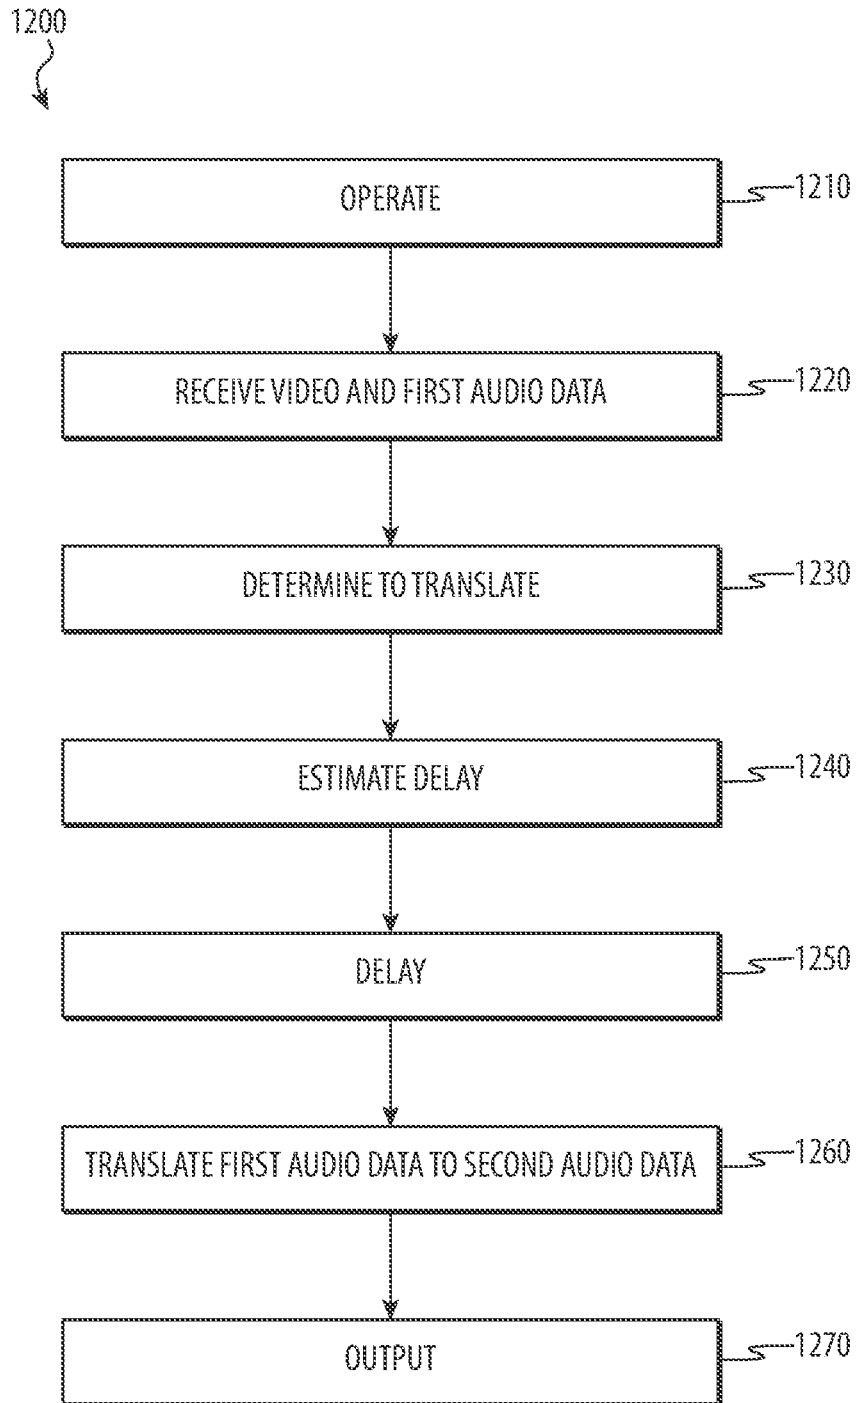 1200
OPERATE
1210
RECEIVE VIDEO AND FIRST AUDIO DATA
1220
DETERMINE TO TRANSLATE
1230
ESTIMATE DELAY
1240
DELAY
1250
TRANSLATE FIRST AUDIO DATA TO SECOND AUDIO DATA
1260
OUTPUT
1270